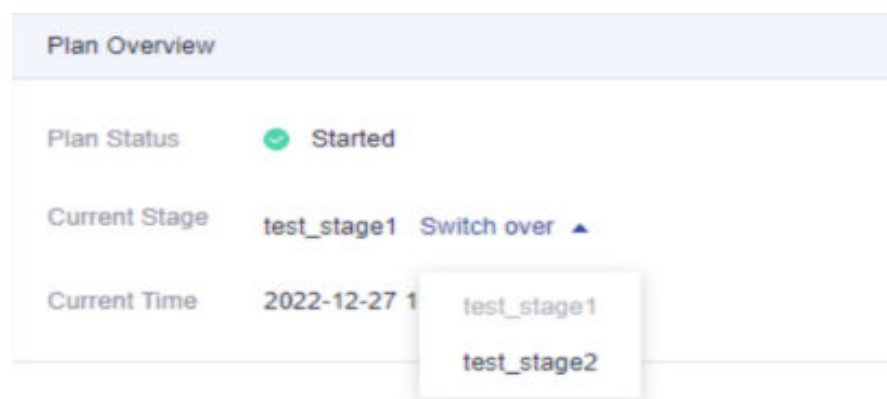 Plan Overview
Plan Status Started
Current Stage test_stage1 Switch over
Current Time 2022-12-27 1
test_stage1
test_stage2